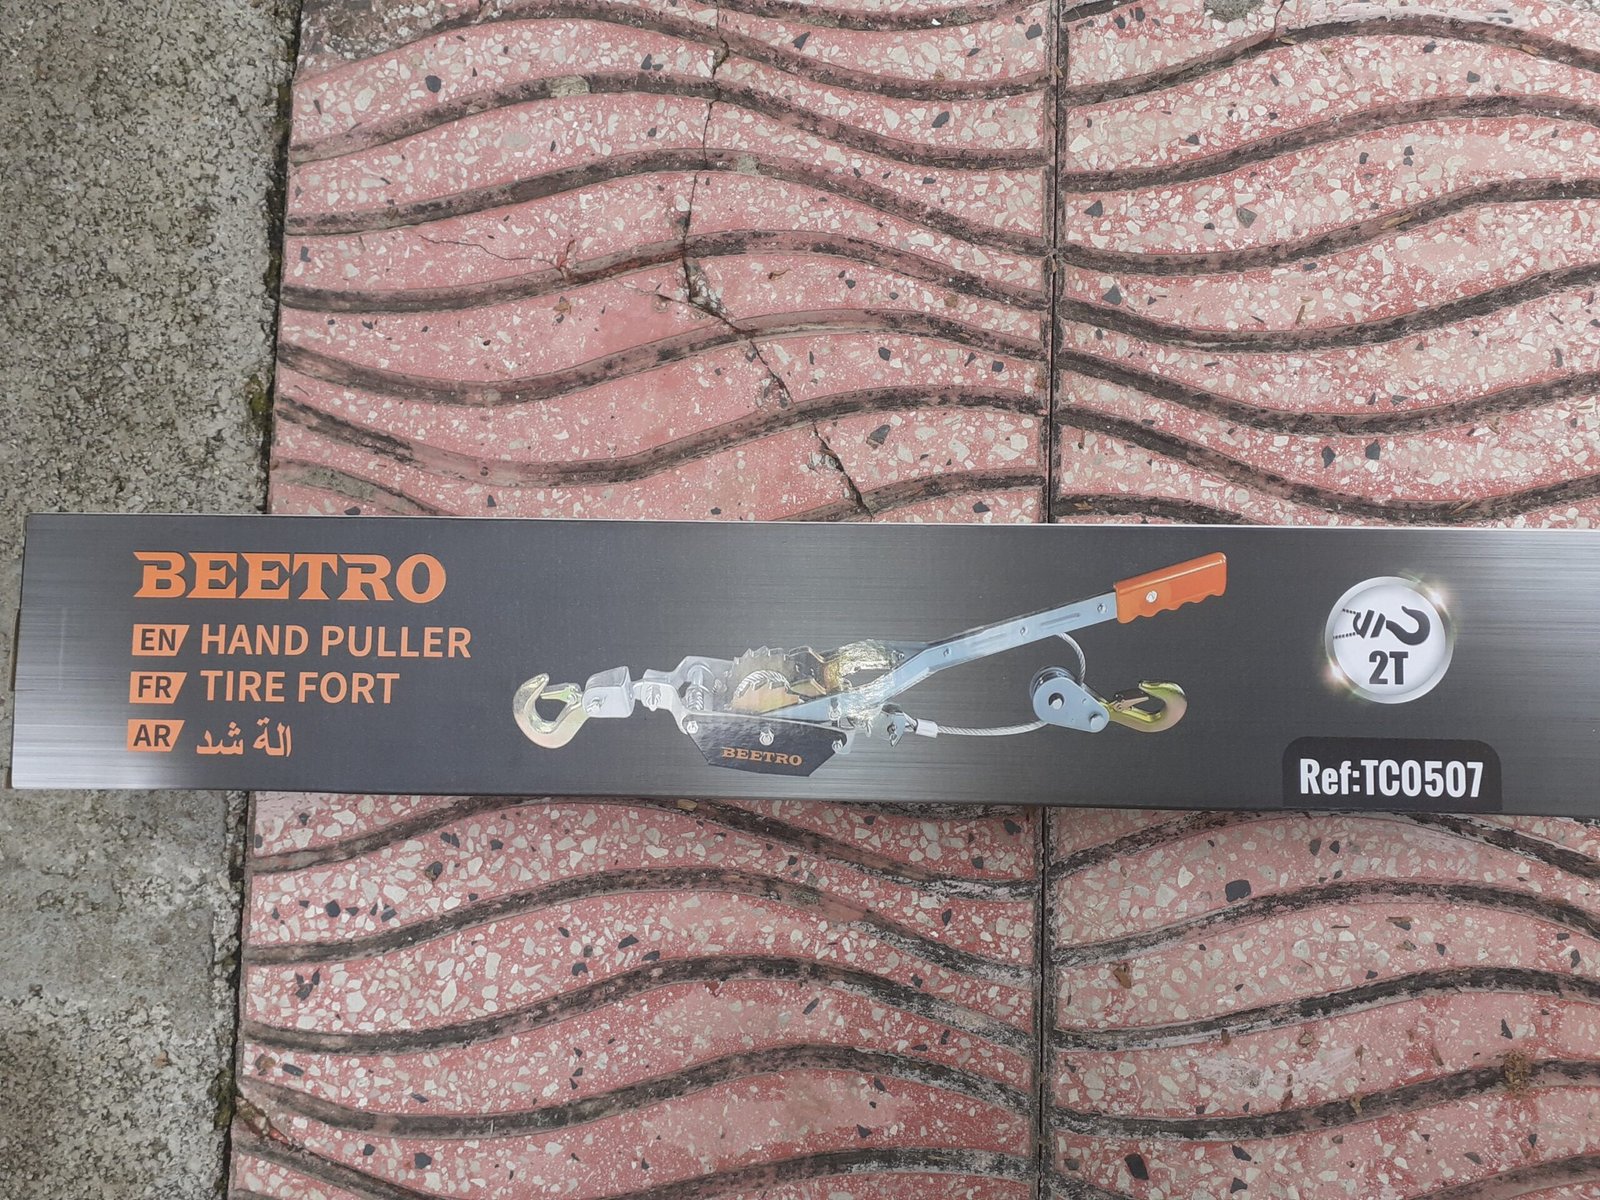 BEETRO
EN HAND PULLER
FR TIRE FORT
AR الة شد
BEETRO
2T
Ref:TC0507